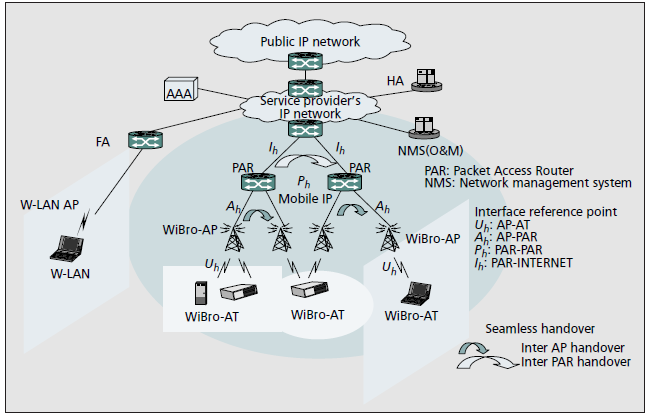 Public IP network
AAA
HA
Service provider's
IP network
FA
NMS(O&M)
Ih
Ih
PAR
PAR
PAR: Packet Access Router
NMS: Network management system
Ph
Mobile IP
W-LAN AP
Ah
Ah
Interface reference point
Uh: AP-AT
Ah: AP-PAR
Ph: PAR-PAR
Ih: PAR-INTERNET
WiBro-AP
WiBro-AP
W-LAN
Uh
Uh
WiBro-AT
WiBro-AT
WiBro-AT
Seamless handover
Inter AP handover
Inter PAR handover